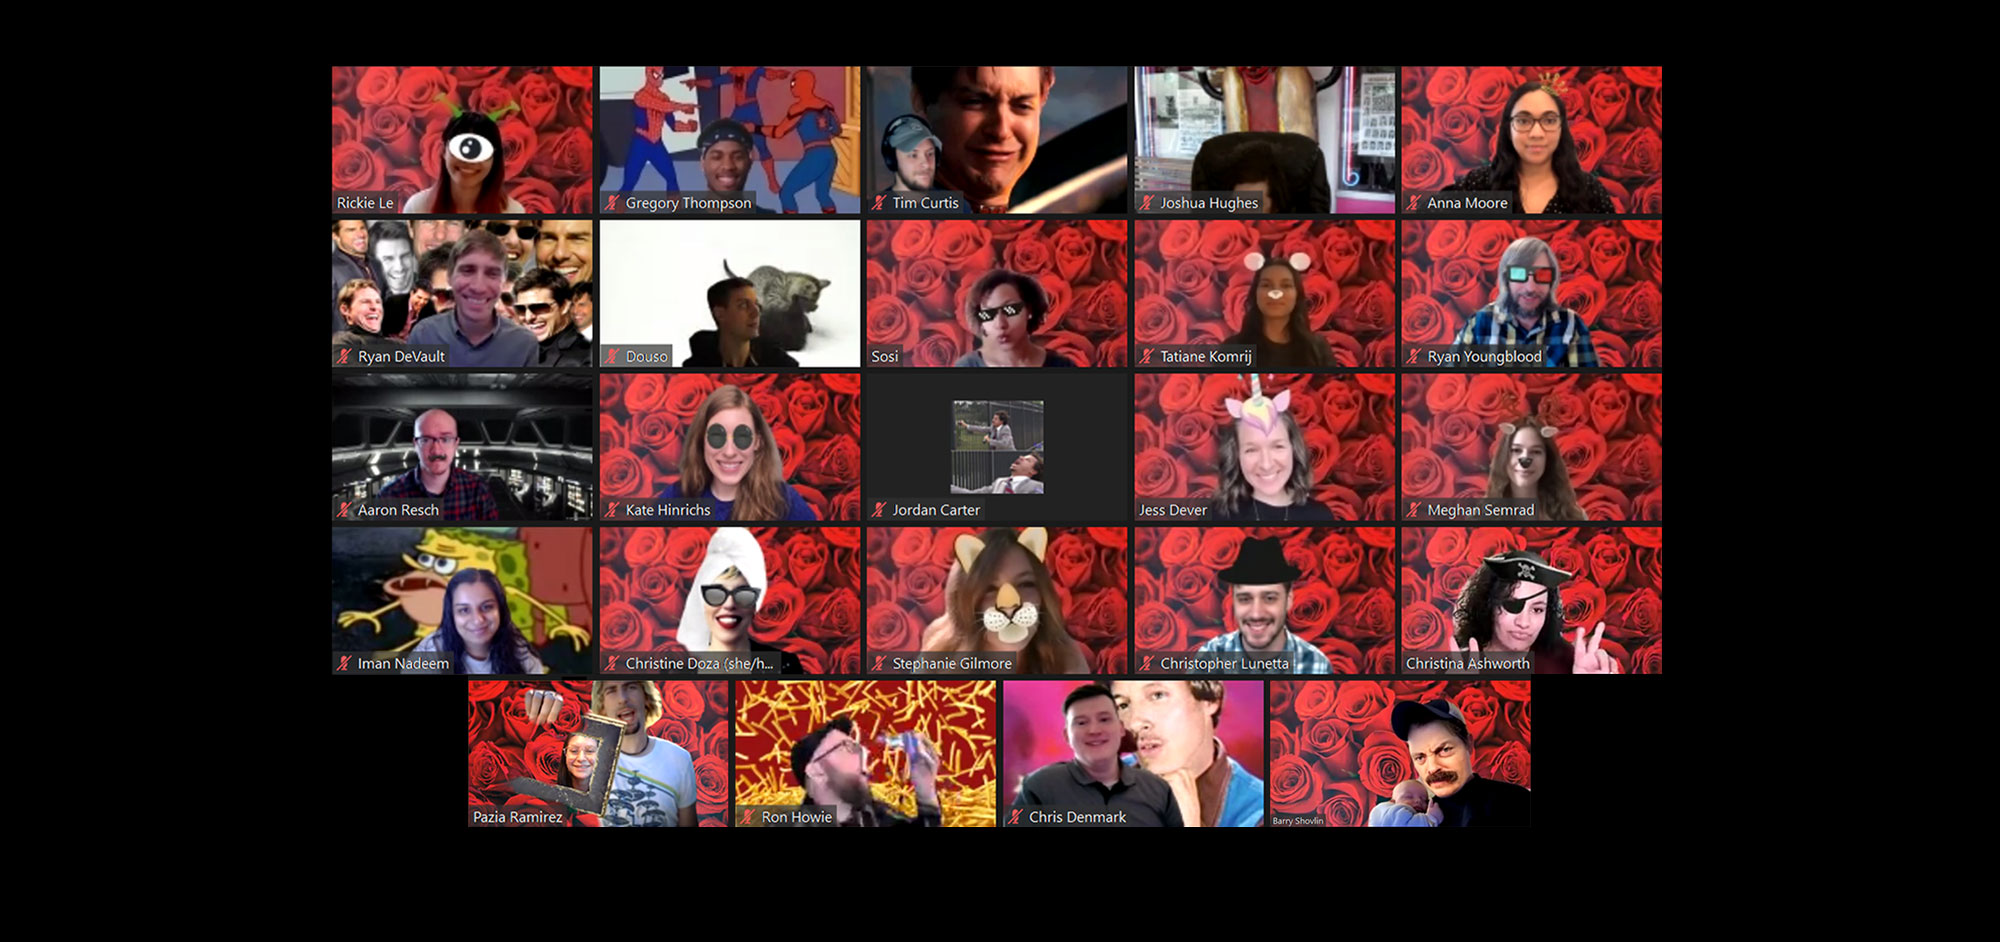 Rickie Le
Gregory Thompson
Tim Curtis
Joshua Hughes
Anna Moore
Ryan DeVault
Douso
Sosi
Tatiane Komrij
Ryan Youngblood
Aaron Resch
Kate Hinrichs
Jordan Carter
Jess Dever
Meghan Semrad
Iman Nadeem
Christine Doza (she/h...
Stephanie Gilmore
Christopher Lunetta
Christina Ashworth
Pazia Ramirez
Ron Howie
Chris Denmark
Barry Shovlin